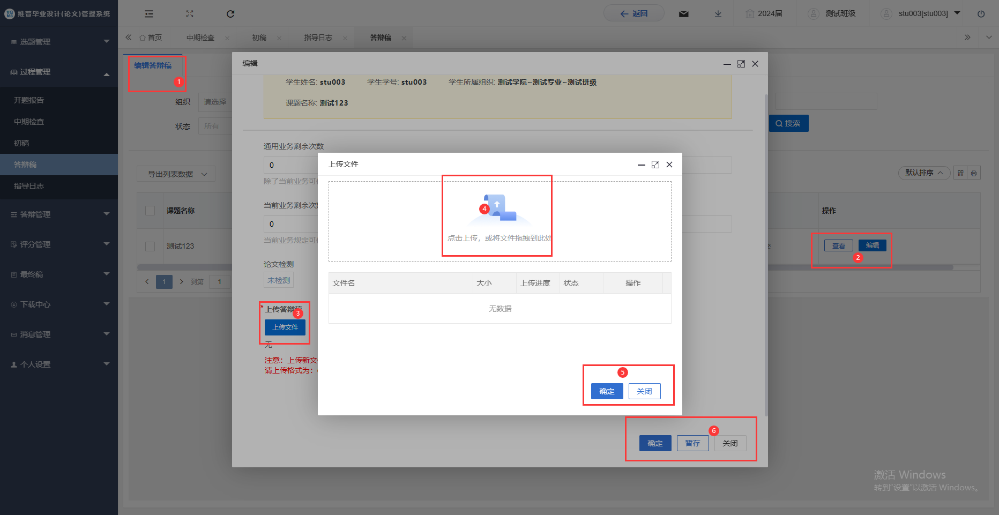 维普毕业设计(论文)管理系统
返回
2024届
测试班级
stu003[stu003]
首页
中期检查
初稿
指导日志
答辩稿
选题管理
过程管理
开题报告
中期检查
初稿
答辩稿
指导日志
答辩管理
评分管理
最终稿
下载中心
消息管理
个人设置
编辑答辩稿
1
组织
请选择
状态
所有
搜索
导出列表数据
默认排序
课题名称
操作
测试123
查看
编辑
2
1
到第
1
编辑
学生姓名: stu003
学生学号: stu003
学生所属组织: 测试学院~测试专业~测试班级
课题名称: 测试123
通用业务剩余次数
0
除了当前业务可
当前业务剩余次
0
当前业务规定可
论文检测
未检测
* 上传答辩稿
3
上传文件
无
注意：上传新文
请上传格式为：
上传文件
4
点击上传，或将文件拖拽到此处
文件名
大小
上传进度
状态
操作
无数据
5
确定
关闭
6
确定
暂存
关闭
激活 Windows
转到"设置"以激活 Windows。